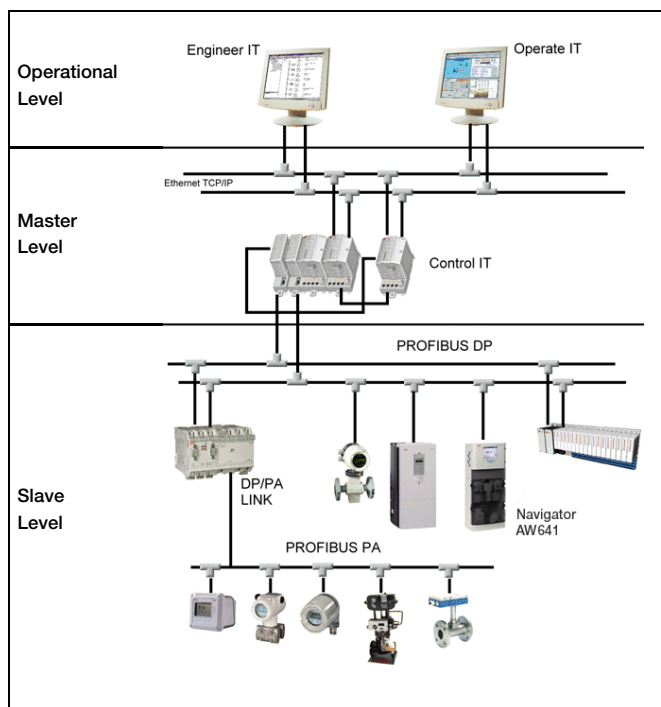 Engineer IT
Operate IT
Operational
Level
Ethernet TCP/IP
Master
Level
Control IT
PROFIBUS DP
DP/PA
LINK
Slave
Level
Navigator
AW641
PROFIBUS PA